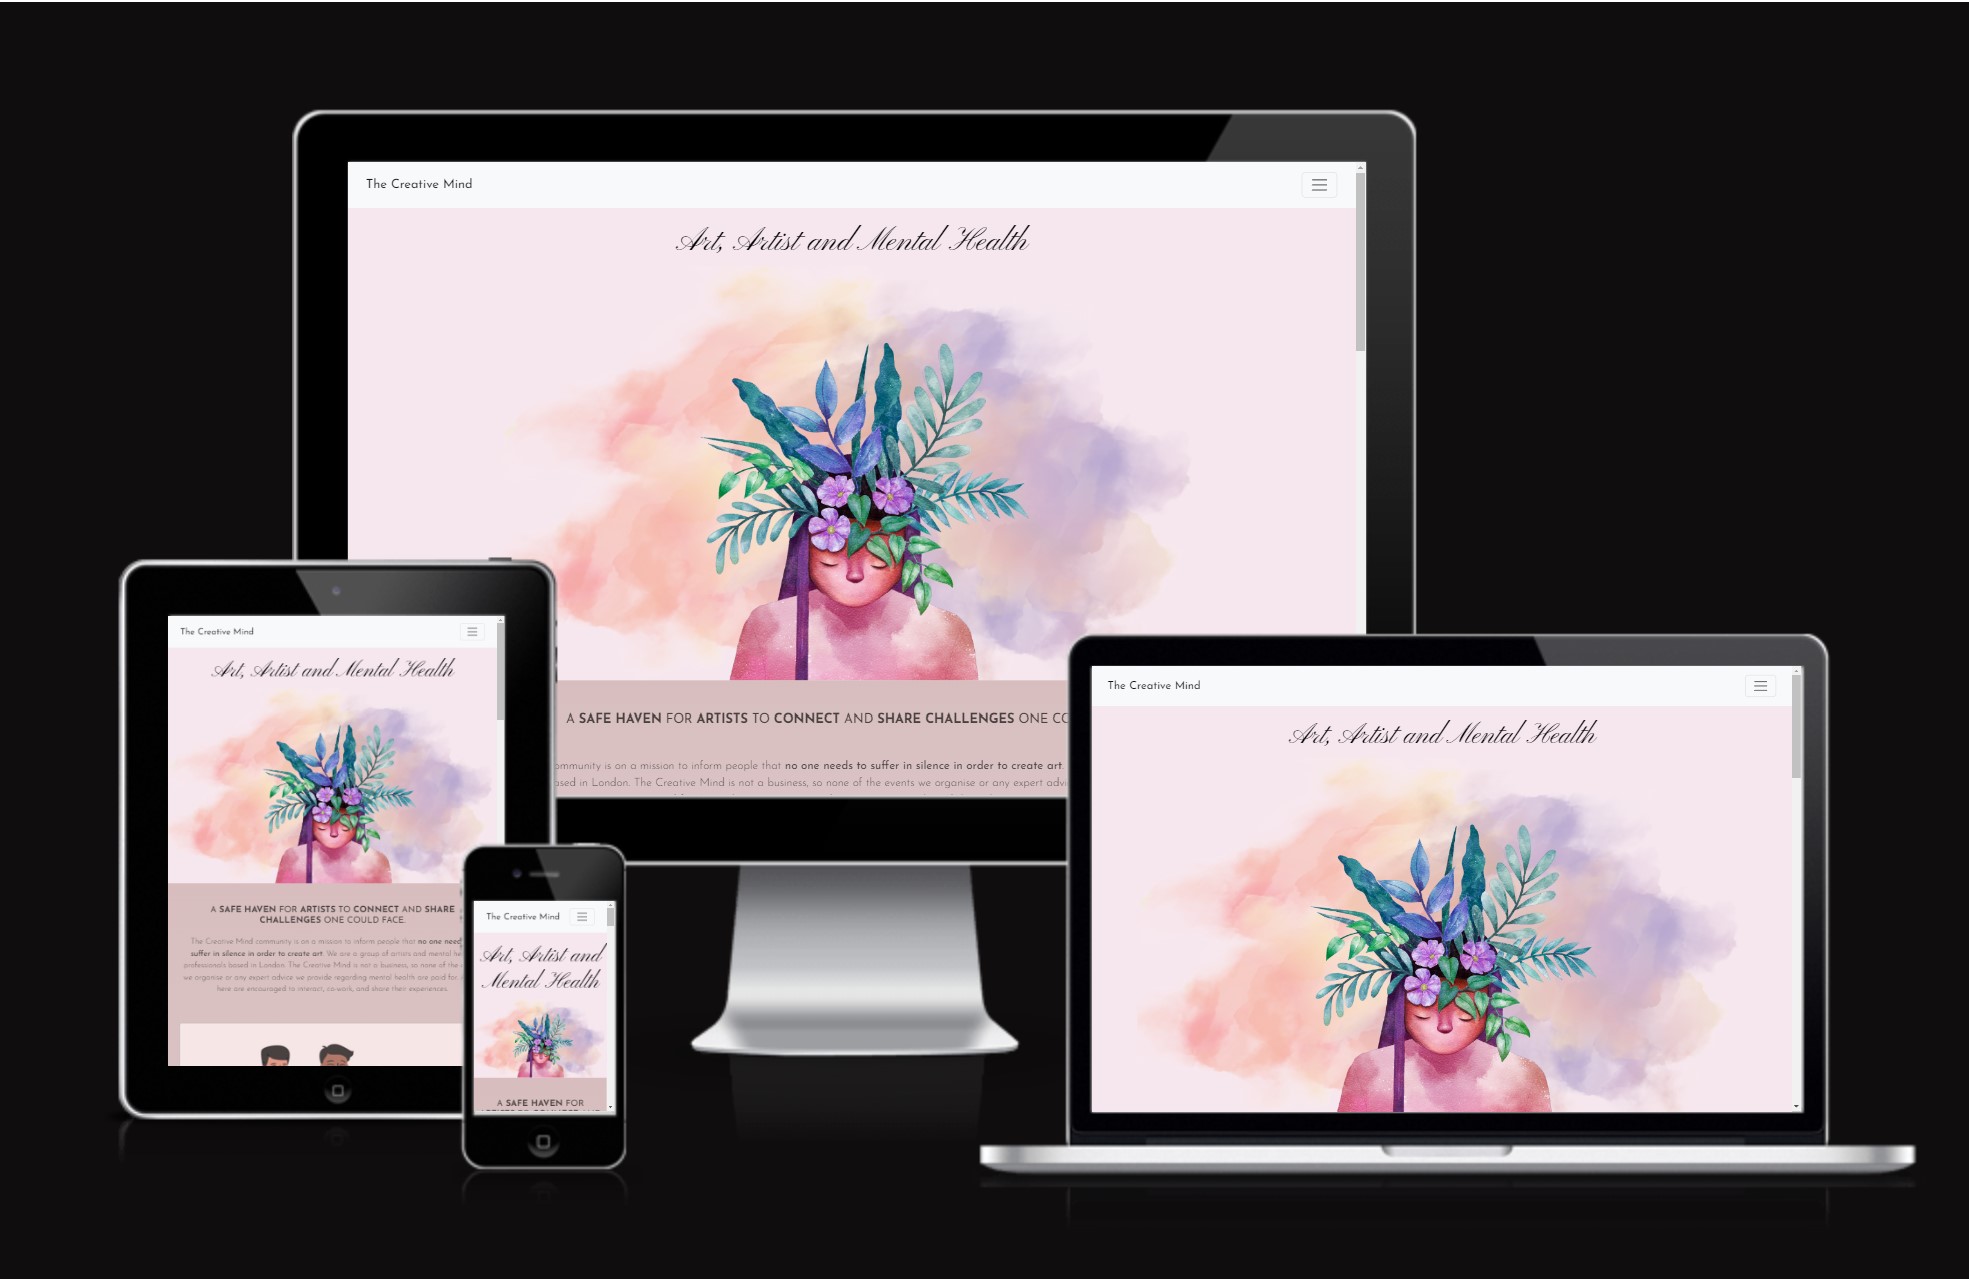 The Creative Mind
Art, Artist and Mental Health
A SAFE HAVEN FOR ARTISTS TO CONNECT AND SHARE CHALLENGES ONE CO
ommunity is on a mission to inform people that no one needs to suffer in silence in order to create art.
ased in London. The Creative Mind is not a business, so none of the events we organise or any expert advi
The Creative Mind
Art, Artist and Mental Health
A SAFE HAVEN FOR ARTISTS TO CONNECT AND SHARE
CHALLENGES ONE COULD FACE.
The Creative Mind community is on a mission to inform people that no one need
suffer in silence in order to create art. We are a group of artists and mental he
professionals based in London. The Creative Mind is not a business, so none of the
we organise or any expert advice we provide regarding mental health are paid for.
here are encouraged to interact, co-work, and share their experiences.
The Creative Mind
Art, Artist and
Mental Health
A SAFE HAVEN FOR
The Creative Mind
Art, Artist and Mental Health